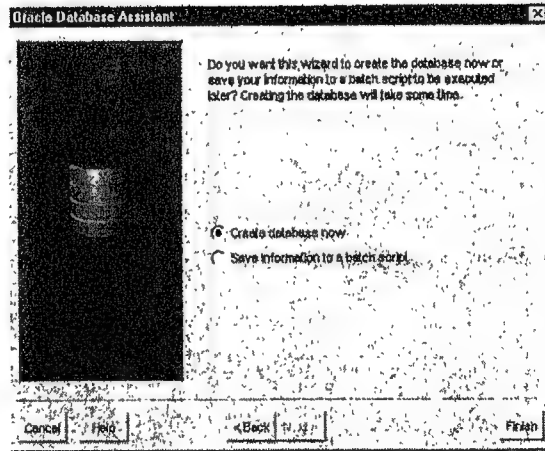 Oracle Database Assistant
Do you want this wizard to create the database now or
save your information to a batch script to be executed
later? Creating the database will take some time.
Create database now
Save information to a batch script
Cancel
Help
< Back
Finish